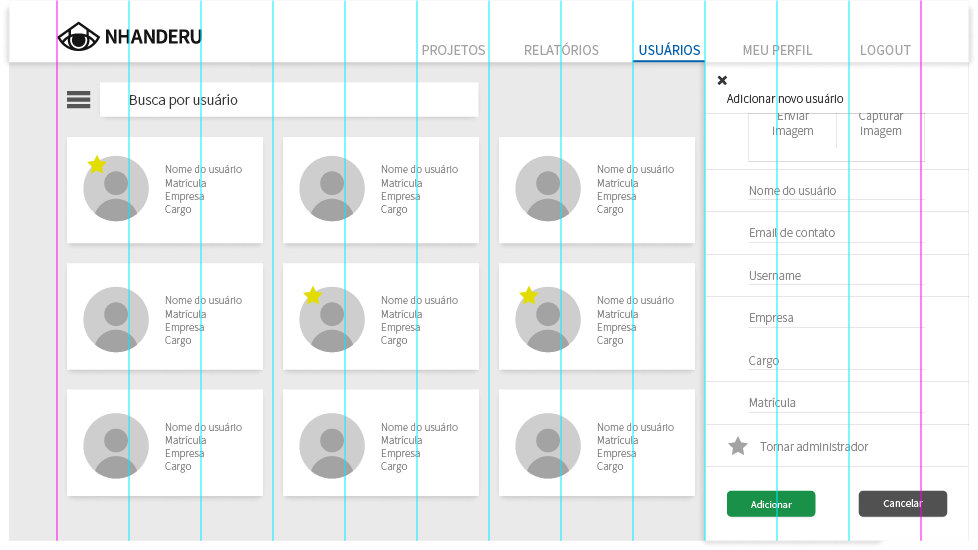 NHANDERU
PROJETOS
RELATÓRIOS
USUÁRIOS
MEU PERFIL
LOGOUT
Busca por usuário
Nome do usuário
Matrícula
Empresa
Cargo
Nome do usuário
Matrícula
Empresa
Cargo
Nome do usuário
Matrícula
Empresa
Cargo
Nome do usuário
Matrícula
Empresa
Cargo
Nome do usuário
Matrícula
Empresa
Cargo
Nome do usuário
Matrícula
Empresa
Cargo
Nome do usuário
Matrícula
Empresa
Cargo
Nome do usuário
Matrícula
Empresa
Cargo
Nome do usuário
Matrícula
Empresa
Cargo
Adicionar novo usuário
Enviar
Imagem
Capturar
Imagem
Nome do usuário
Email de contato
Username
Empresa
Cargo
Matrícula
Tornar administrador
Adicionar
Cancelar